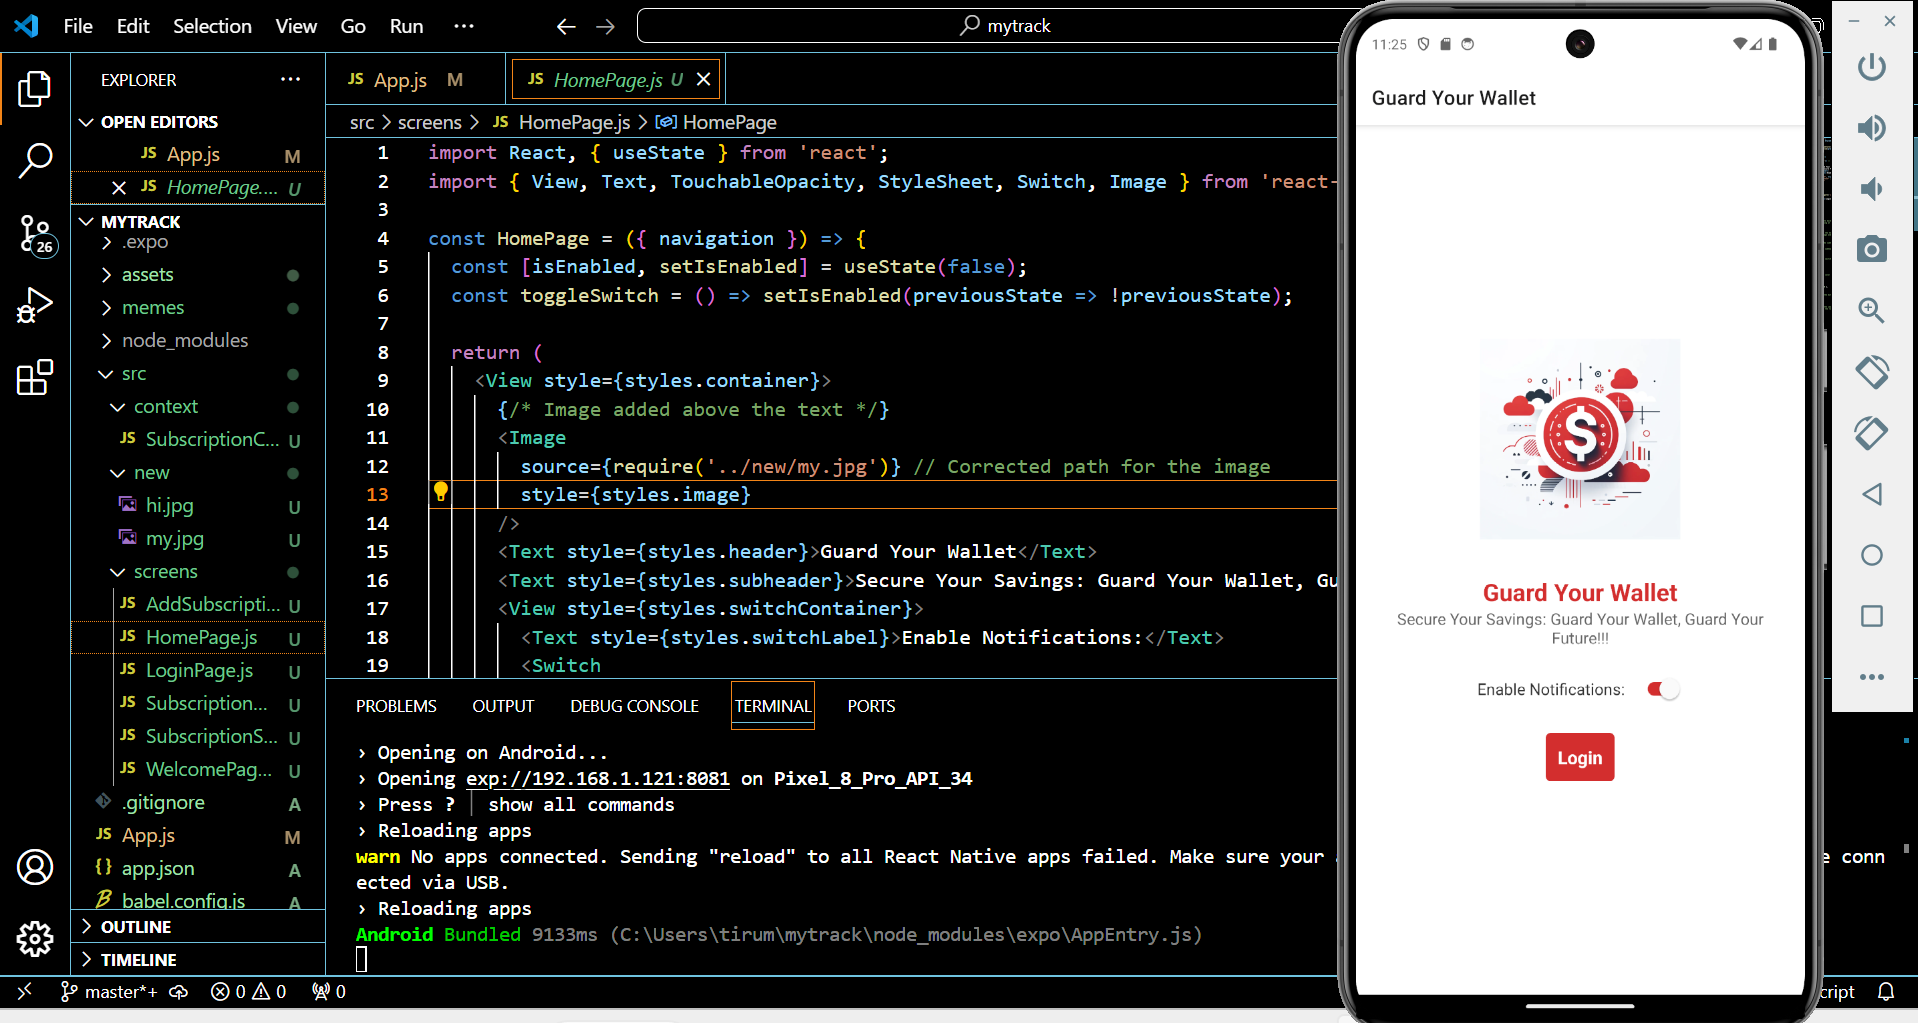 File Edit Selection View Go Run ···
mytrack
EXPLORER ···
OPEN EDITORS
JS App.js M
JS HomePage.... U
MYTRACK
.expo
assets
memes
node_modules
src
context
JS SubscriptionC... U
new
hi.jpg U
my.jpg U
screens
JS AddSubscripti... U
JS HomePage.js U
JS LoginPage.js U
JS Subscription... U
JS SubscriptionS... U
JS WelcomePag... U
.gitignore A
JS App.js M
{} app.json A
babel.config.js A
OUTLINE
TIMELINE
26
JS App.js M
JS HomePage.js U
src > screens > JS HomePage.js > HomePage
1 import React, { useState } from 'react';
2 import { View, Text, TouchableOpacity, StyleSheet, Switch, Image } from 'react-
3
4 const HomePage = ({ navigation }) => {
5 const [isEnabled, setIsEnabled] = useState(false);
6 const toggleSwitch = () => setIsEnabled(previousState => !previousState);
7
8 return (
9 <View style={styles.container}>
10 {/* Image added above the text */}
11 <Image
12 source={require('../new/my.jpg')} // Corrected path for the image
13 style={styles.image}
14 />
15 <Text style={styles.header}>Guard Your Wallet</Text>
16 <Text style={styles.subheader}>Secure Your Savings: Guard Your Wallet, Gu
17 <View style={styles.switchContainer}>
18 <Text style={styles.switchLabel}>Enable Notifications:</Text>
19 <Switch
PROBLEMS OUTPUT DEBUG CONSOLE TERMINAL PORTS
› Opening on Android...
› Opening exp://192.168.1.121:8081 on Pixel_8_Pro_API_34
› Press ? │ show all commands
› Reloading apps
warn No apps connected. Sending "reload" to all React Native apps failed. Make sure your
conn
ected via USB.
› Reloading apps
Android Bundled 9133ms (C:\Users\tirum\mytrack\node_modules\expo\AppEntry.js)
master*+ 0 0 0
cript
11:25
Guard Your Wallet
$
Guard Your Wallet
Secure Your Savings: Guard Your Wallet, Guard Your
Future!!!
Enable Notifications:
Login